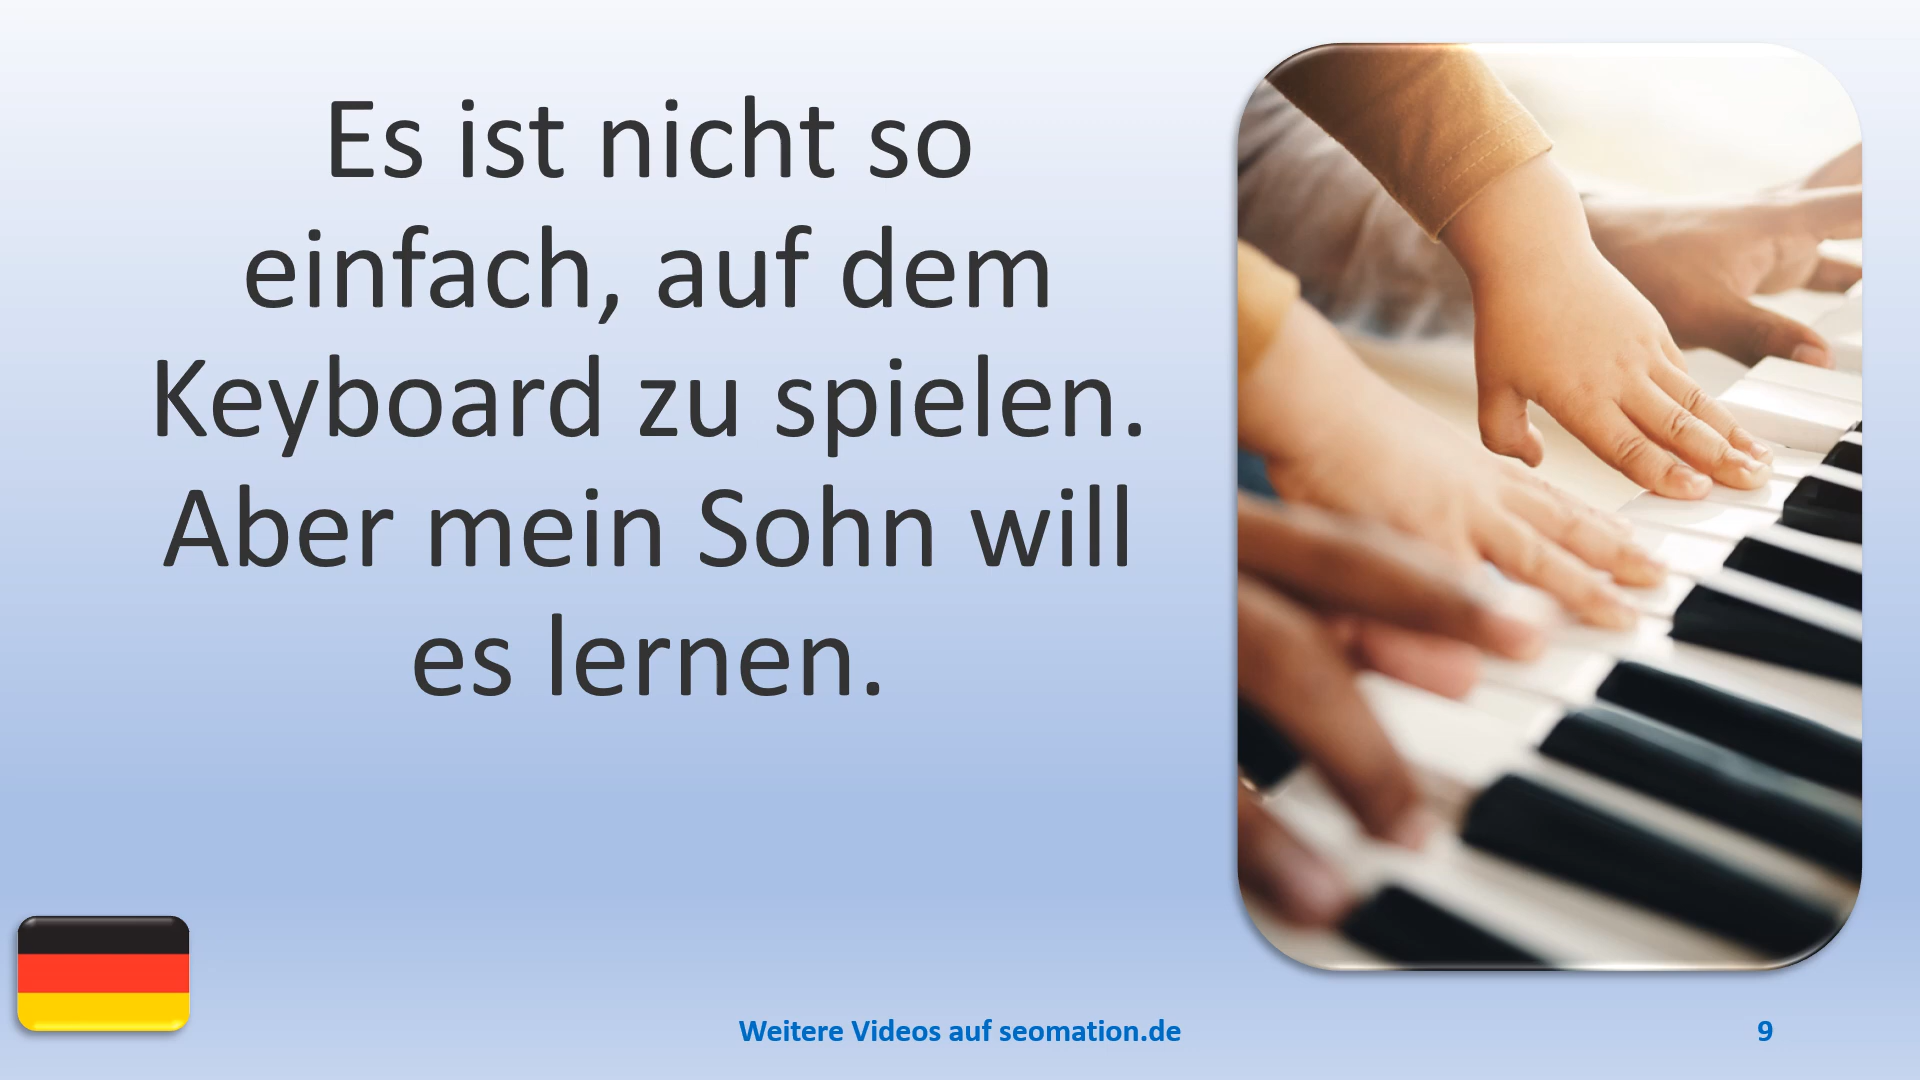 Es ist nicht so
einfach, auf dem
Keyboard zu spielen.
Aber mein Sohn will
es lernen.
Weitere Videos auf seomation.de
9